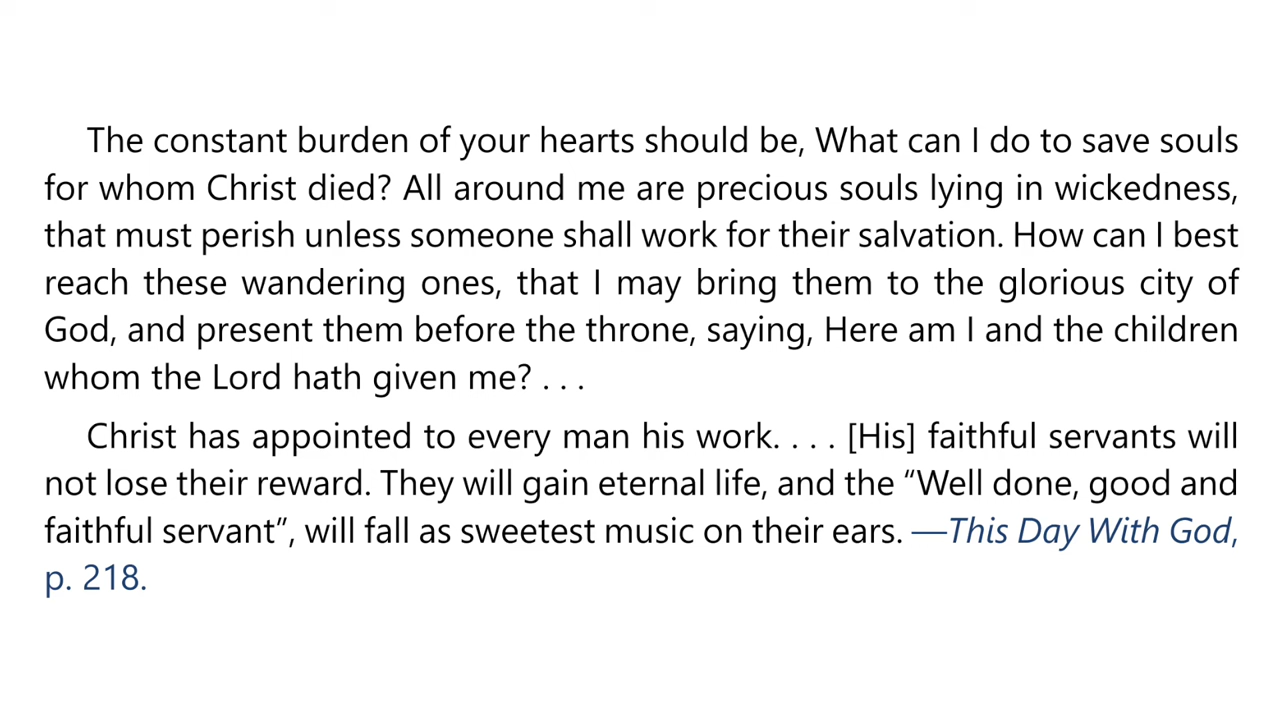 The constant burden of your hearts should be, What can I do to save souls
for whom Christ died? All around me are precious souls lying in wickedness,
that must perish unless someone shall work for their salvation. How can I best
reach these wandering ones, that I may bring them to the glorious city of
God, and present them before the throne, saying, Here am I and the children
whom the Lord hath given me? . . .
Christ has appointed to every man his work. . . . [His] faithful servants will
not lose their reward. They will gain eternal life, and the “Well done, good and
faithful servant”, will fall as sweetest music on their ears. —This Day With God,
p. 218.